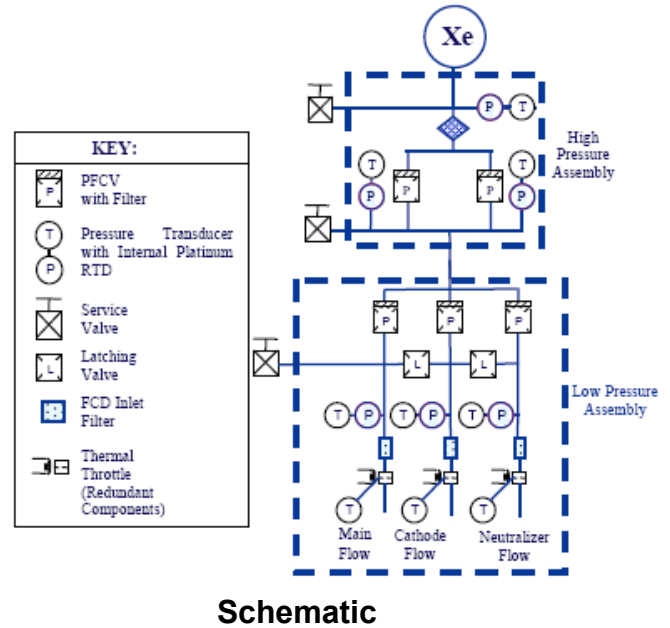 Xe
P T
High
Pressure
Assembly
T
T
P
P
P
P
KEY:
P
PFCV
with Filter
T
P
Pressure Transducer
with Internal Platinum
RTD
Service
Valve
L
Latching
Valve
FCD Inlet
Filter
Thermal
Throttle
(Redundant
Components)
P P P
L L
Low Pressure
Assembly
T P T P T P
T T T
Main
Flow
Cathode
Flow
Neutralizer
Flow
Schematic